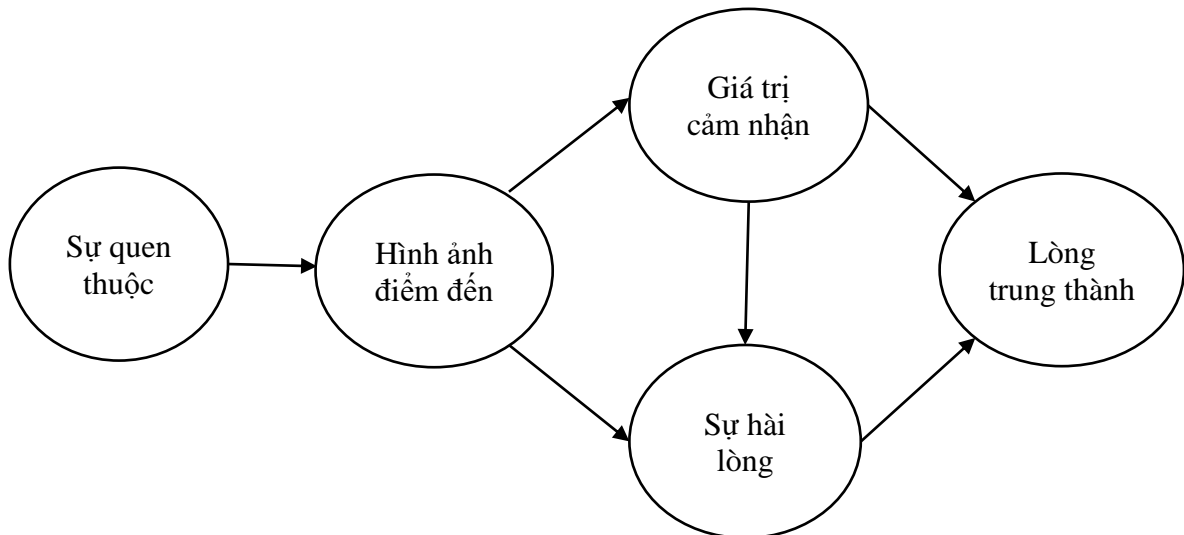 Sự quen
thuộc
Hình ảnh
điểm đến
Giá trị
cảm nhận
Sự hài
lòng
Lòng
trung thành